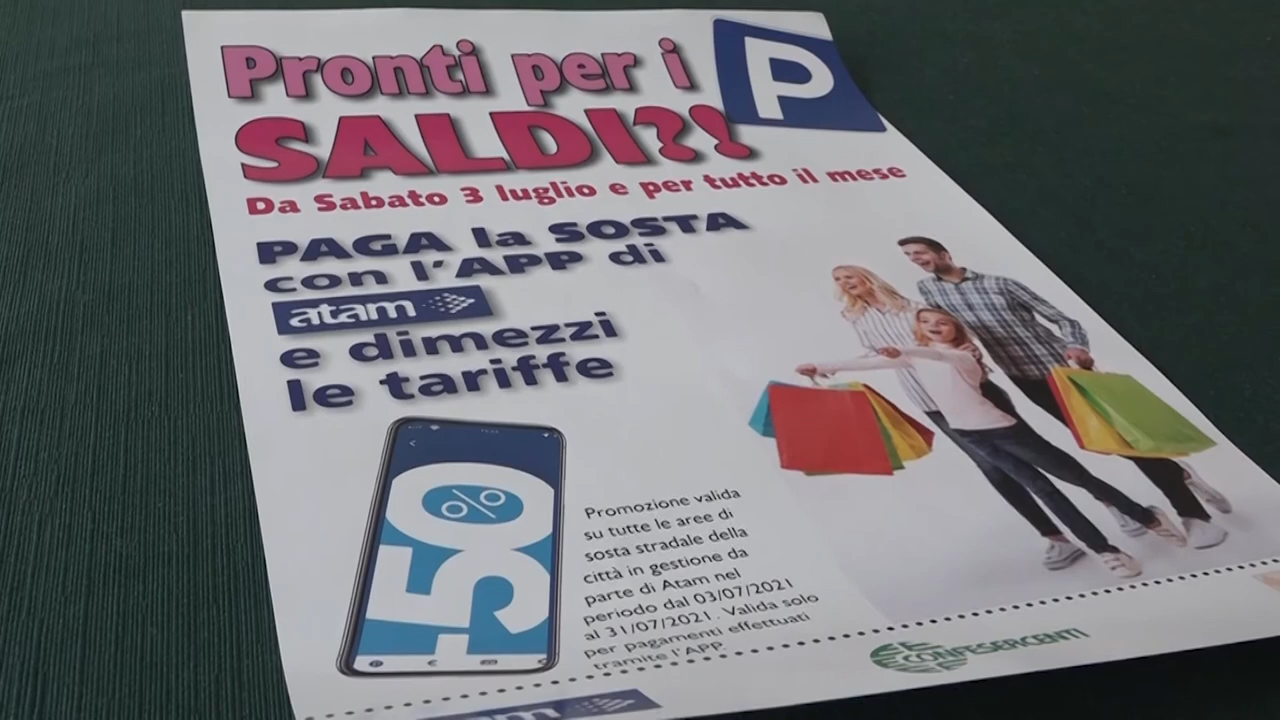 Pronti per i
P
SALDI?!
Da Sabato 3 luglio e per tutto il mese
PAGA la SOSTA
con l'APP di
atam
e dimezzi
le tariffe
-50%
Promozione valida
su tutte le aree di
sosta stradale della
città in gestione da
parte di Atam nel
periodo dal 03/07/2021
al 31/07/2021. Valida solo
per pagamenti effettuati
tramite l'APP.
CONFESERCENTI
atam